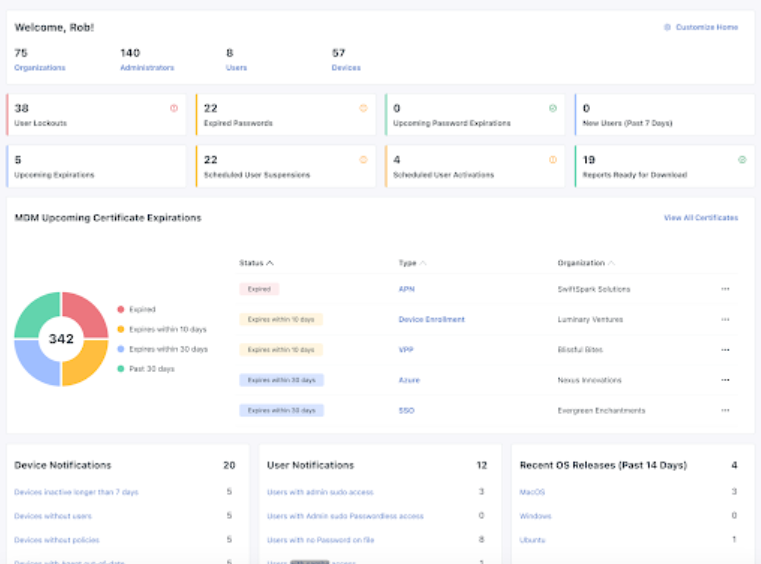 Welcome, Rob!
Customize Home
75 140 8 57
Organizations Administrators Users Devices
38 22 0 0
User Lockouts Expired Passwords Upcoming Password Expirations New Users (Past 7 Days)
5 22 4 19
Upcoming Expirations Scheduled User Suspensions Scheduled User Activations Reports Ready for Download
MDM Upcoming Certificate Expirations View All Certificates
Status Type Organization
Expired APN SwiftSpark Solutions
Expires within 10 days Device Enrollment Luminary Ventures
Expires within 10 days VPP Blissful Bites
Expires within 30 days Azure Nexus Innovations
Expires within 30 days SSO Evergreen Enchantments
342
Expired
Expires within 10 days
Expires within 30 days
Past 30 days
Device Notifications 20
Devices inactive longer than 7 days 5
Devices without users 5
Devices without policies 5
Devices with Agent out-of-date 5
User Notifications 12
Users with admin sudo access 3
Users with Admin sudo Passwordless access 0
Users with no Password on file 8
Users access 1
Recent OS Releases (Past 14 Days) 4
MacOS 3
Windows 0
Ubuntu 1